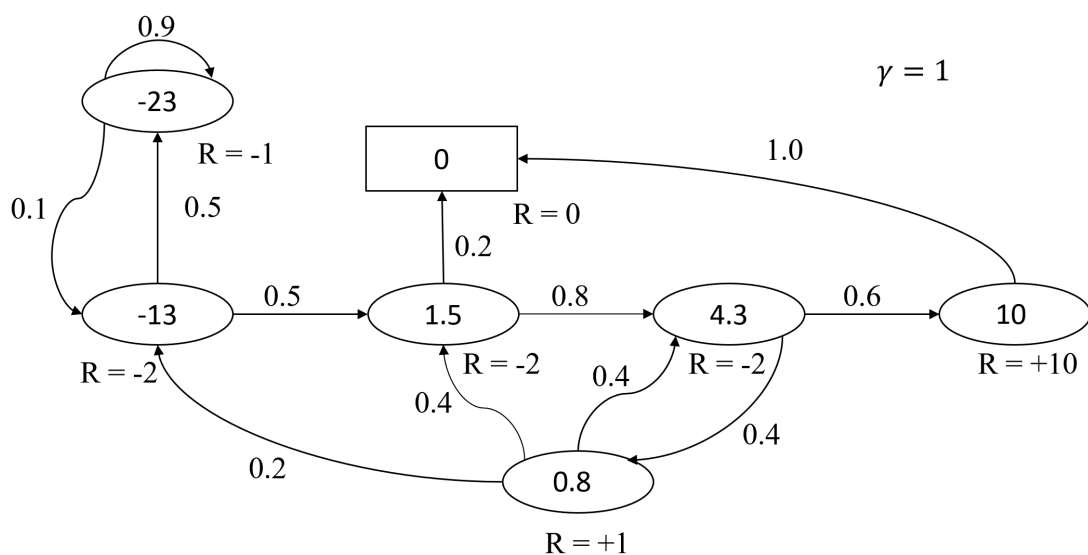 0.9
γ = 1
-23
R = -1
0
1.0
0.1
0.5
R = 0
0.2
0.5
0.8
0.6
-13
1.5
4.3
10
R = -2
R = -2
R = -2
R = +10
0.4
0.4
0.4
0.2
0.8
R = +1